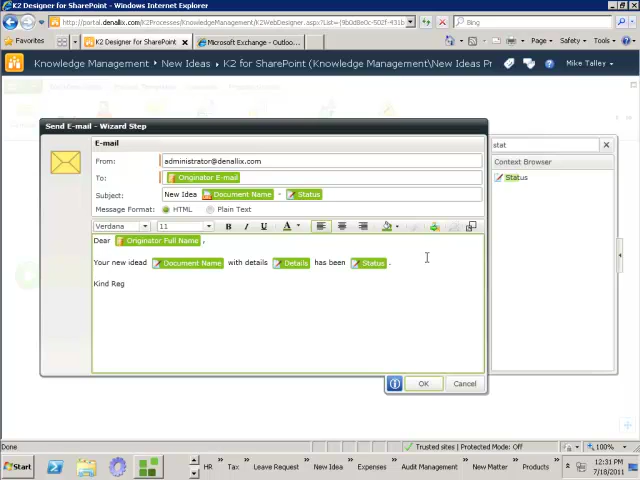 K2 Designer for SharePoint - Windows Internet Explorer
http://portal.denallix.com/K2Processes/KnowledgeManagement/K2WebDesigner.aspx?List={9b0d8e0c-502f-431b
Bing
Favorites K2 Designer for SharePoint Microsoft Exchange - Outloo... Page Safety Tools
Knowledge Management New Ideas K2 for SharePoint (Knowledge Management\New Ideas Pr Mike Talley
Send E-mail - Wizard Step
E-mail
stat
From: administrator@denallix.com
Context Browser
To: Originator E-mail
Status
Subject: New Idea Document Name - Status
Message Format: HTML Plain Text
Verdana 11 B I U A
Dear Originator Full Name ,
Your new idead Document Name with details Details has been Status .
Kind Reg
OK Cancel
Done Trusted sites | Protected Mode: Off 100%
Start HR Tax Leave Request New Idea Expenses Audit Management New Matter Products 12:31 PM
7/18/2011